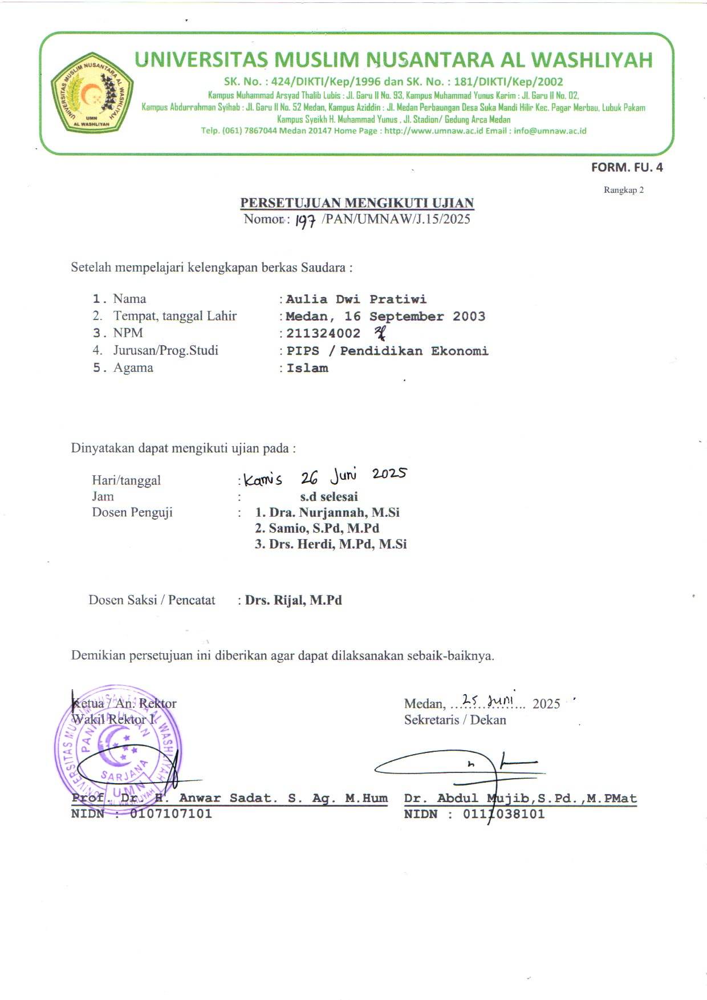 UNIVERSITAS MUSLIM NUSANTARA AL WASHLIYAH
UMN
AL WASHLIYAH
UNIVERSITAS MUSLIM NUSANTARA AL WASHLIYAH
SK. No. : 424/DIKTI/Kep/1996 dan SK. No. : 181/DIKTI/Kep/2002
Kampus Muhammad Arsyad Thalib Lubis : Jl. Garu II No. 93, Kampus Muhammad Yunus Karim : Jl. Garu II No. 02,
Kampus Abdurrahman Syihab : Jl. Garu II No. 52 Medan, Kampus Aziddin : Jl. Medan Perbaungan Desa Suka Mandi Hilir Kec. Pagar Merbau, Lubuk Pakam
Kampus Syeikh H. Muhammad Yunus , Jl. Stadion/ Gedung Arca Medan
Telp. (061) 7867044 Medan 20147 Home Page : http://www.umnaw.ac.id Email : info@umnaw.ac.id
FORM. FU. 4
Rangkap 2
PERSETUJUAN MENGIKUTI UJIAN
Nomor : 197 /PAN/UMNAW/J.15/2025
Setelah mempelajari kelengkapan berkas Saudara :
1. Nama : Aulia Dwi Pratiwi
2. Tempat, tanggal Lahir : Medan, 16 September 2003
3. NPM : 211324002
4. Jurusan/Prog.Studi : PIPS / Pendidikan Ekonomi
5. Agama : Islam
Dinyatakan dapat mengikuti ujian pada :
Hari/tanggal : Kamis 26 Juni 2025
Jam : s.d selesai
Dosen Penguji : 1. Dra. Nurjannah, M.Si
2. Samio, S.Pd, M.Pd
3. Drs. Herdi, M.Pd, M.Si
Dosen Saksi / Pencatat : Drs. Rijal, M.Pd
Demikian persetujuan ini diberikan agar dapat dilaksanakan sebaik-baiknya.
Ketua / An. Rektor Medan, 25 Juni 2025
Wakil Rektor I Sekretaris / Dekan
UNIVERSITAS MUSLIM NUSANTARA AL WASHLIYAH
PANITIA UJIAN
SARJANA
UMN
AL WASHLIYAH
Prof. Dr. H. Anwar Sadat. S. Ag. M.Hum Dr. Abdul Mujib,S.Pd.,M.PMat
NIDN : 0107107101 NIDN : 0111038101